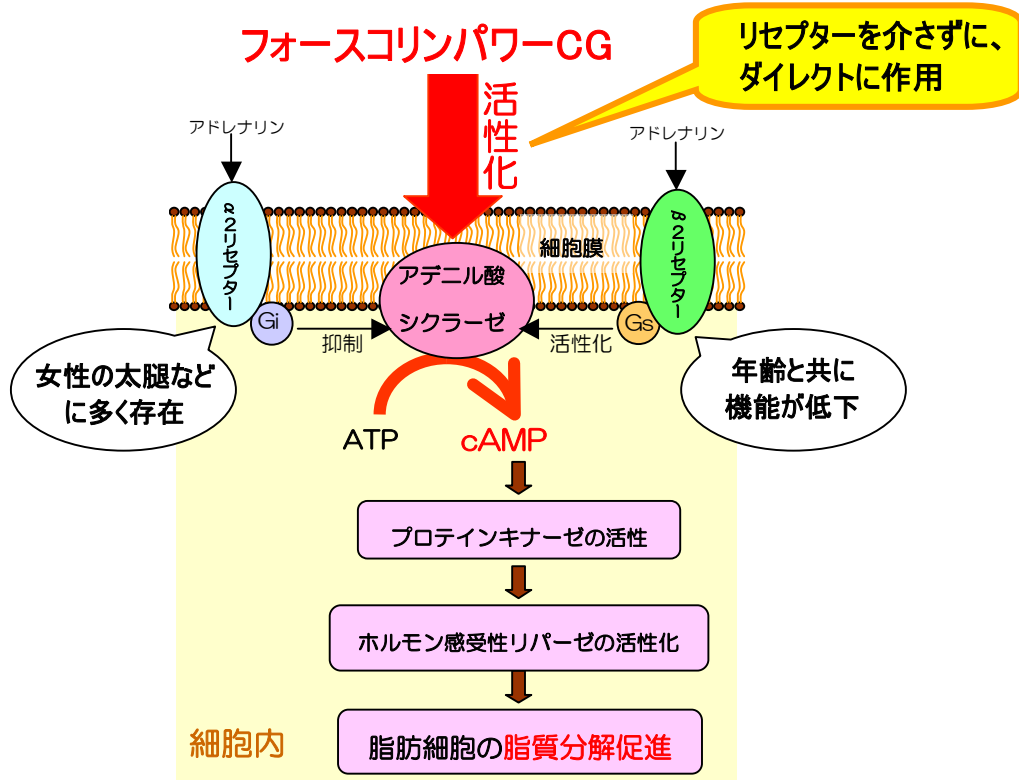 フォースコリンパワーCG
リセプターを介さずに、
ダイレクトに作用
活性化
アドレナリン
アドレナリン
α2リセプター
β2リセプター
細胞膜
アデニル酸
シクラーゼ
Gi
抑制
活性化
Gs
女性の太腿など
に多く存在
年齢と共に
機能が低下
ATP
cAMP
プロテインキナーゼの活性
ホルモン感受性リパーゼの活性化
細胞内
脂肪細胞の脂質分解促進